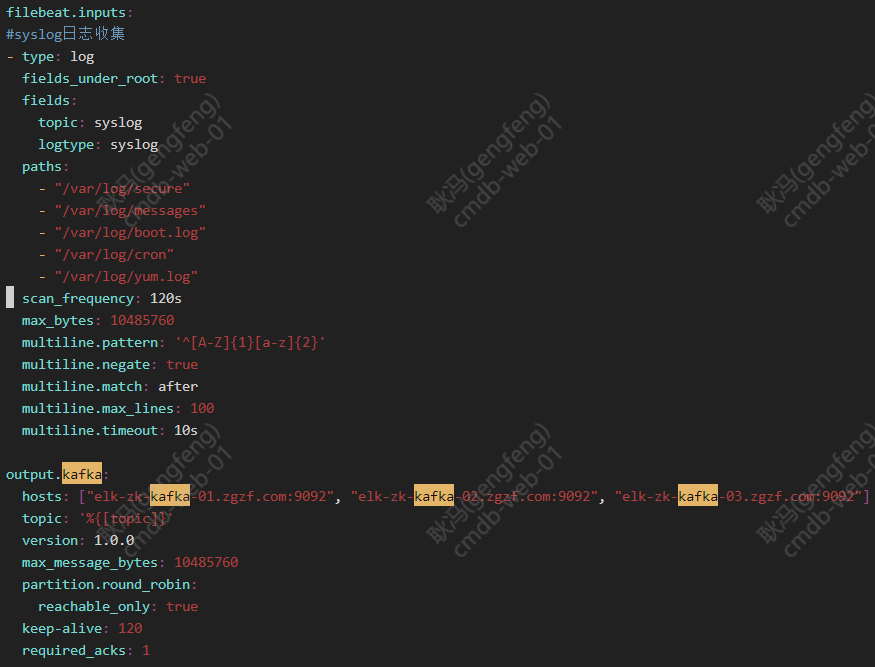 filebeat.inputs:
#syslog日志收集
- type: log
  fields_under_root: true
  fields:
    topic: syslog
    logtype: syslog
  paths:
    - "/var/log/secure"
    - "/var/log/messages"
    - "/var/log/boot.log"
    - "/var/log/cron"
    - "/var/log/yum.log"
  scan_frequency: 120s
  max_bytes: 10485760
  multiline.pattern: '^[A-Z]{1}[a-z]{2}'
  multiline.negate: true
  multiline.match: after
  multiline.max_lines: 100
  multiline.timeout: 10s

output.kafka:
  hosts: ["elk-zk-kafka-01.zgzf.com:9092", "elk-zk-kafka-02.zgzf.com:9092", "elk-zk-kafka-03.zgzf.com:9092"]
  topic: '%{[topic]}'
  version: 1.0.0
  max_message_bytes: 10485760
  partition.round_robin:
    reachable_only: true
  keep-alive: 120
  required_acks: 1
耿冯(gengfeng)
cmdb-web-01
耿冯(gengfeng)
cmdb-web-01
耿冯(gengfeng)
cmdb-web-01
耿冯(gengfeng)
cmdb-web-01
耿冯(gengfeng)
cmdb-web-01
耿冯(gengfeng)
cmdb-web-01